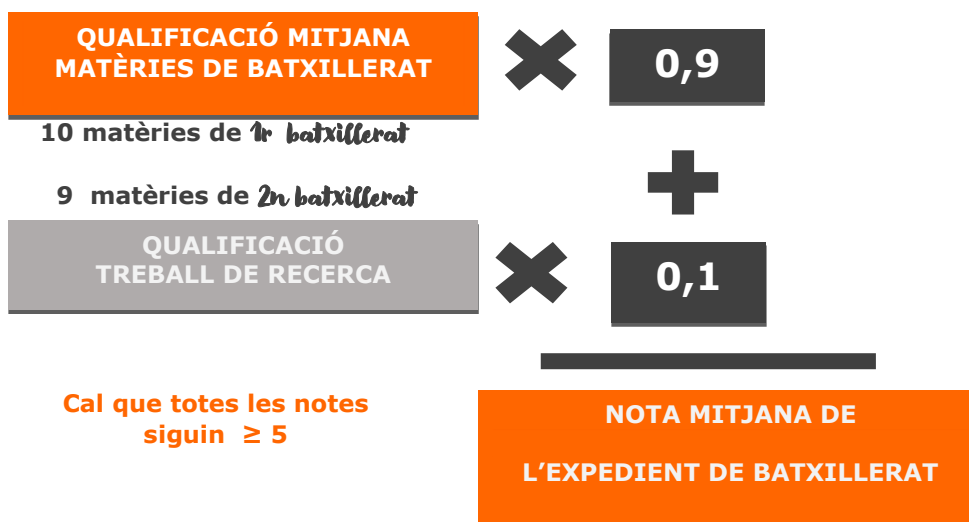 QUALIFICACIÓ MITJANA
MATÈRIES DE BATXILLERAT
0,9
10 matèries de 1r batxillerat
9 matèries de 2n batxillerat
QUALIFICACIÓ
TREBALL DE RECERCA
0,1
Cal que totes les notes
siguin ≥ 5
NOTA MITJANA DE
L’EXPEDIENT DE BATXILLERAT